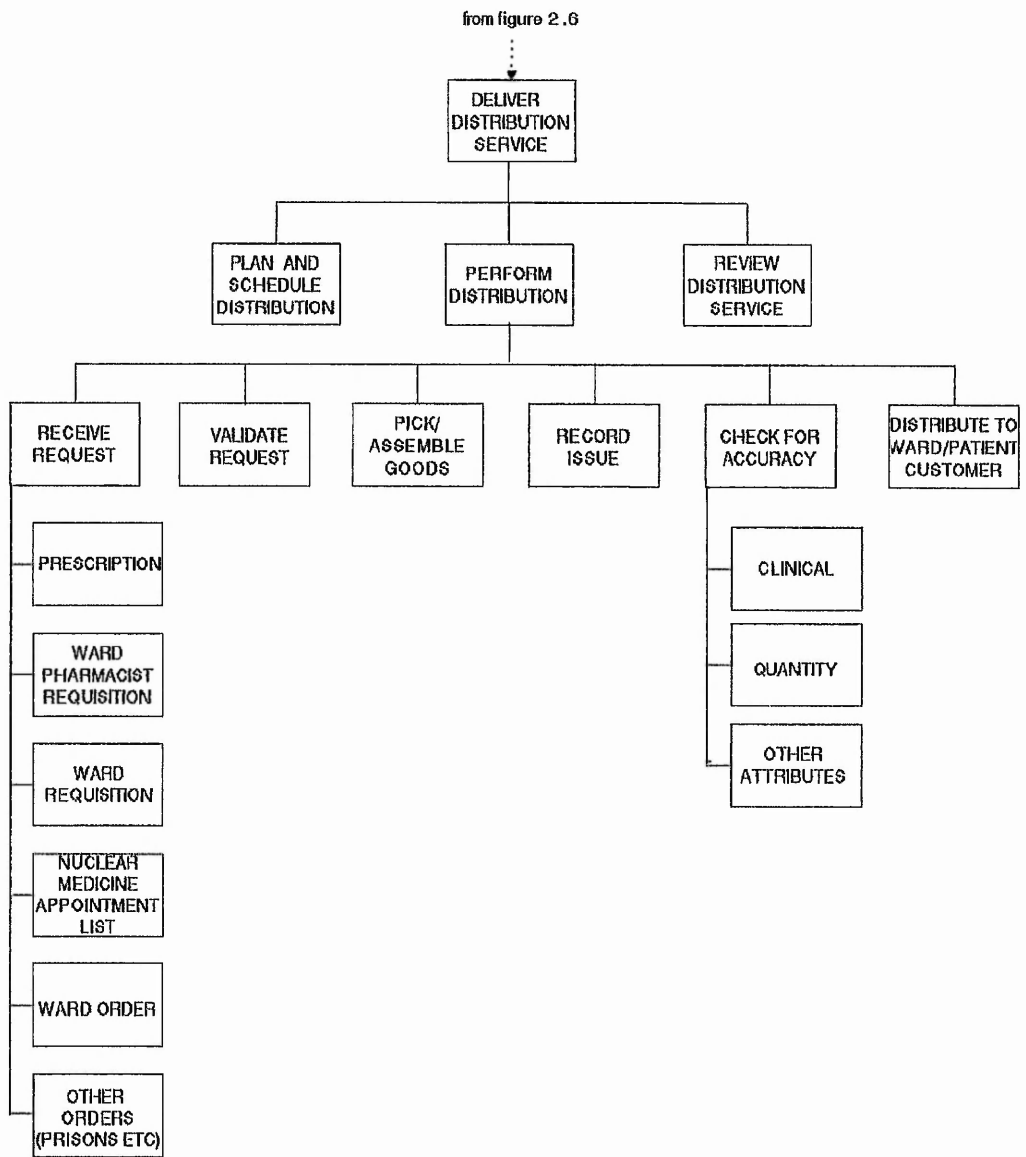 from figure 2.6
DELIVER
DISTRIBUTION
SERVICE
PLAN AND
SCHEDULE
DISTRIBUTION
PERFORM
DISTRIBUTION
REVIEW
DISTRIBUTION
SERVICE
RECEIVE
REQUEST
VALIDATE
REQUEST
PICK/
ASSEMBLE
GOODS
RECORD
ISSUE
CHECK FOR
ACCURACY
DISTRIBUTE TO
WARD/PATIENT
CUSTOMER
PRESCRIPTION
WARD
PHARMACIST
REQUISITION
WARD
REQUISITION
NUCLEAR
MEDICINE
APPOINTMENT
LIST
WARD ORDER
OTHER
ORDERS
(PRISONS ETC)
CLINICAL
QUANTITY
OTHER
ATTRIBUTES